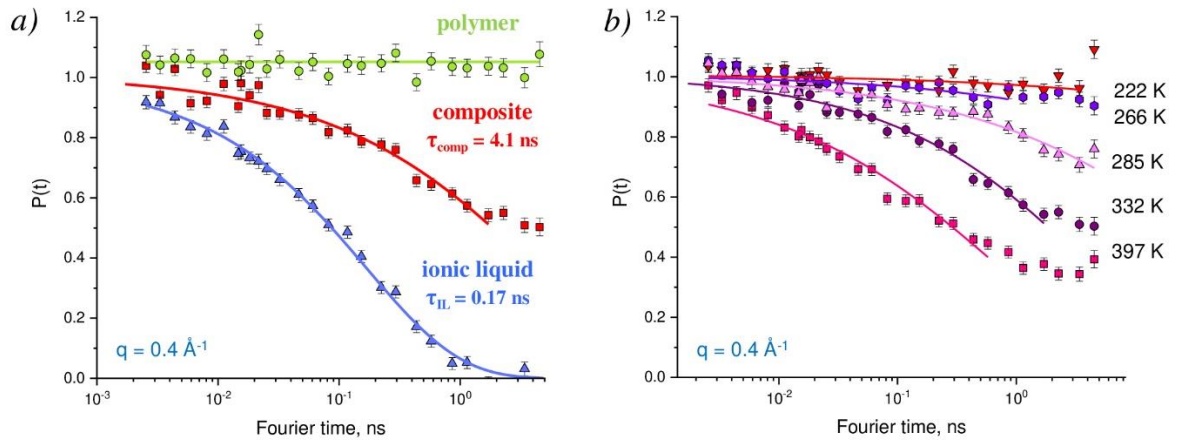 a)
1.2
1.0
0.8
0.6
0.4
0.2
0.0
P(t)
polymer
composite
τcomp = 4.1 ns
ionic liquid
τIL = 0.17 ns
q = 0.4 Å⁻¹
10⁻³ 10⁻² 10⁻¹ 10⁰
Fourier time, ns
b)
1.2
1.0
0.8
0.6
0.4
0.2
0.0
P(t)
222 K
266 K
285 K
332 K
397 K
q = 0.4 Å⁻¹
10⁻² 10⁻¹ 10⁰
Fourier time, ns